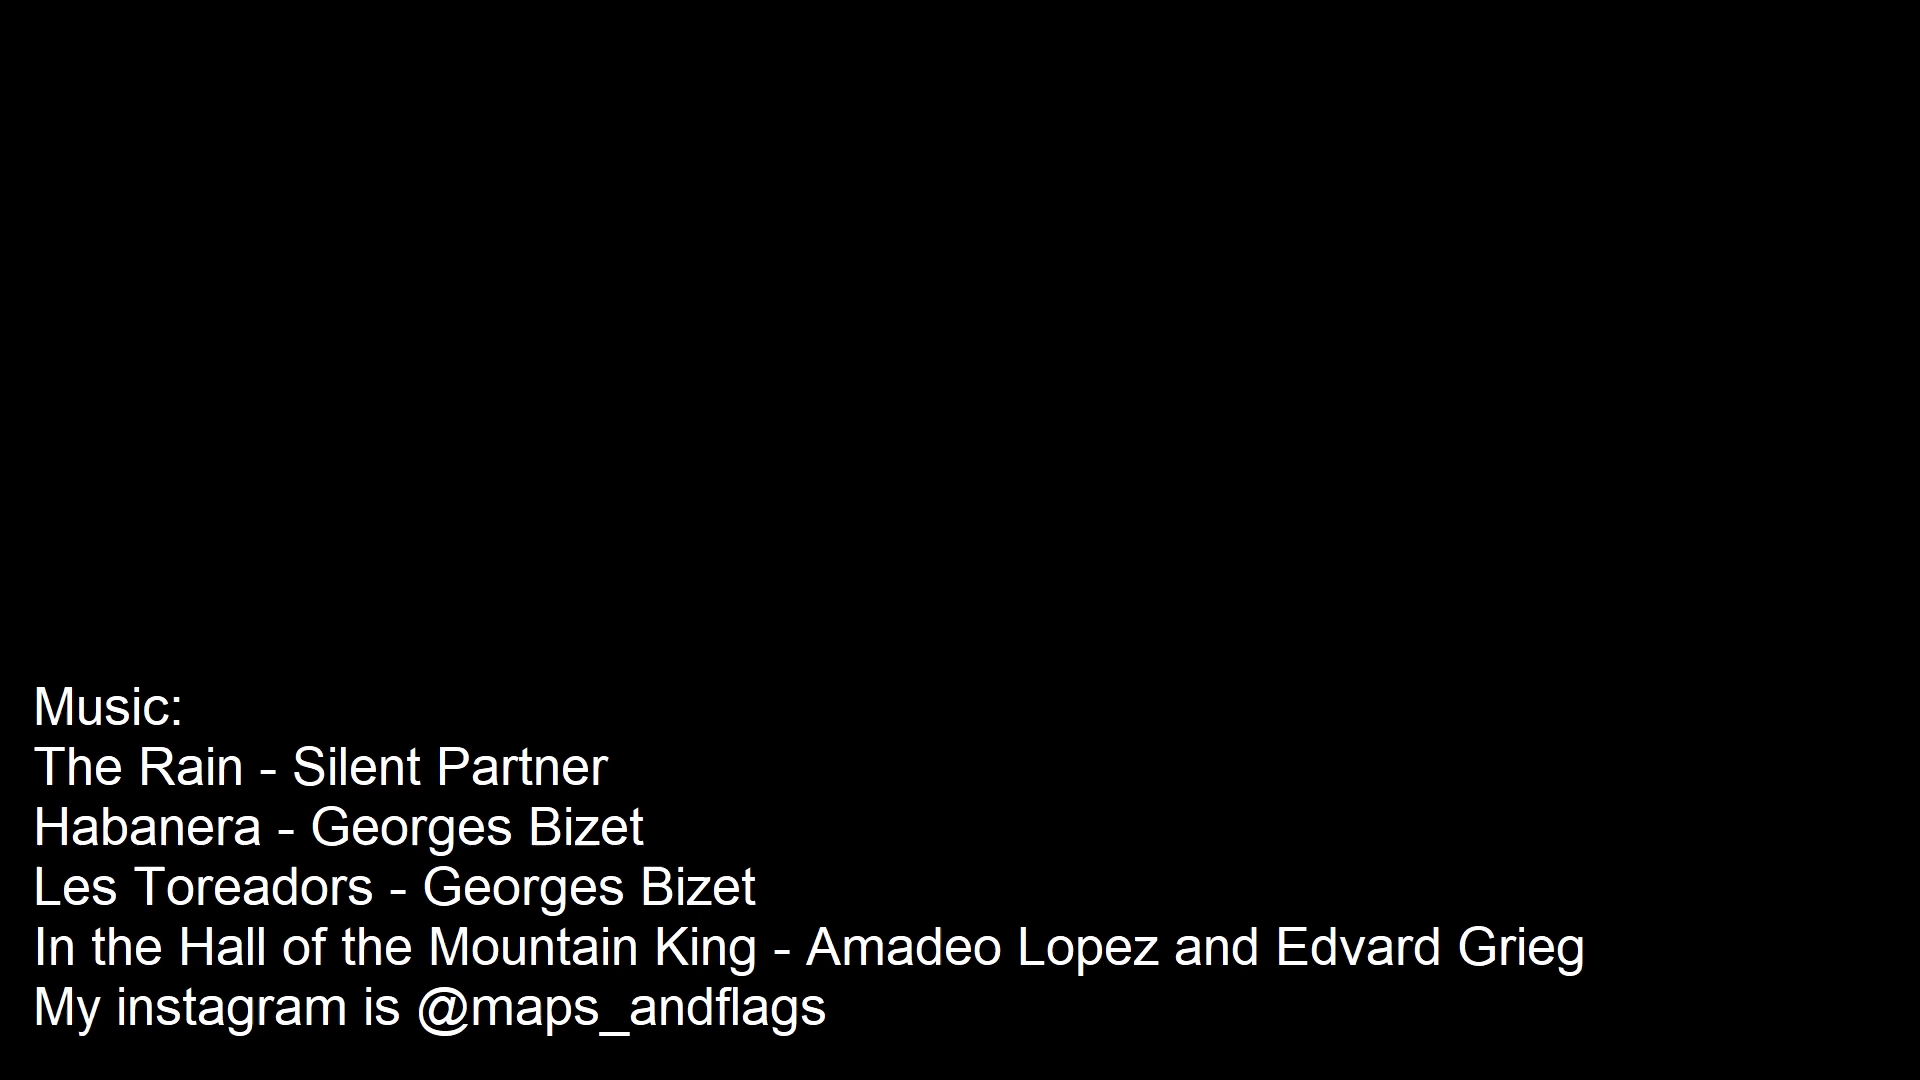 Music:
The Rain - Silent Partner
Habanera - Georges Bizet
Les Toreadors - Georges Bizet
In the Hall of the Mountain King - Amadeo Lopez and Edvard Grieg
My instagram is @maps_andflags